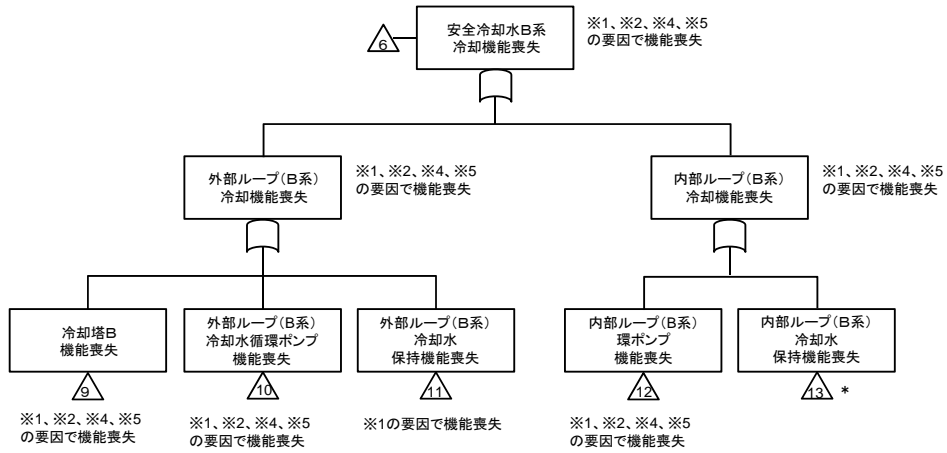 安全冷却水B系
冷却機能喪失
※1、※2、※4、※5
の要因で機能喪失
6
外部ループ(B系)
冷却機能喪失
※1、※2、※4、※5
の要因で機能喪失
内部ループ(B系)
冷却機能喪失
※1、※2、※4、※5
の要因で機能喪失
冷却塔B
機能喪失
外部ループ(B系)
冷却水循環ポンプ
機能喪失
外部ループ(B系)
冷却水
保持機能喪失
内部ループ(B系)
環ポンプ
機能喪失
内部ループ(B系)
冷却水
保持機能喪失
9
10
11
12
13 *
※1、※2、※4、※5
の要因で機能喪失
※1、※2、※4、※5
の要因で機能喪失
※1の要因で機能喪失
※1、※2、※4、※5
の要因で機能喪失